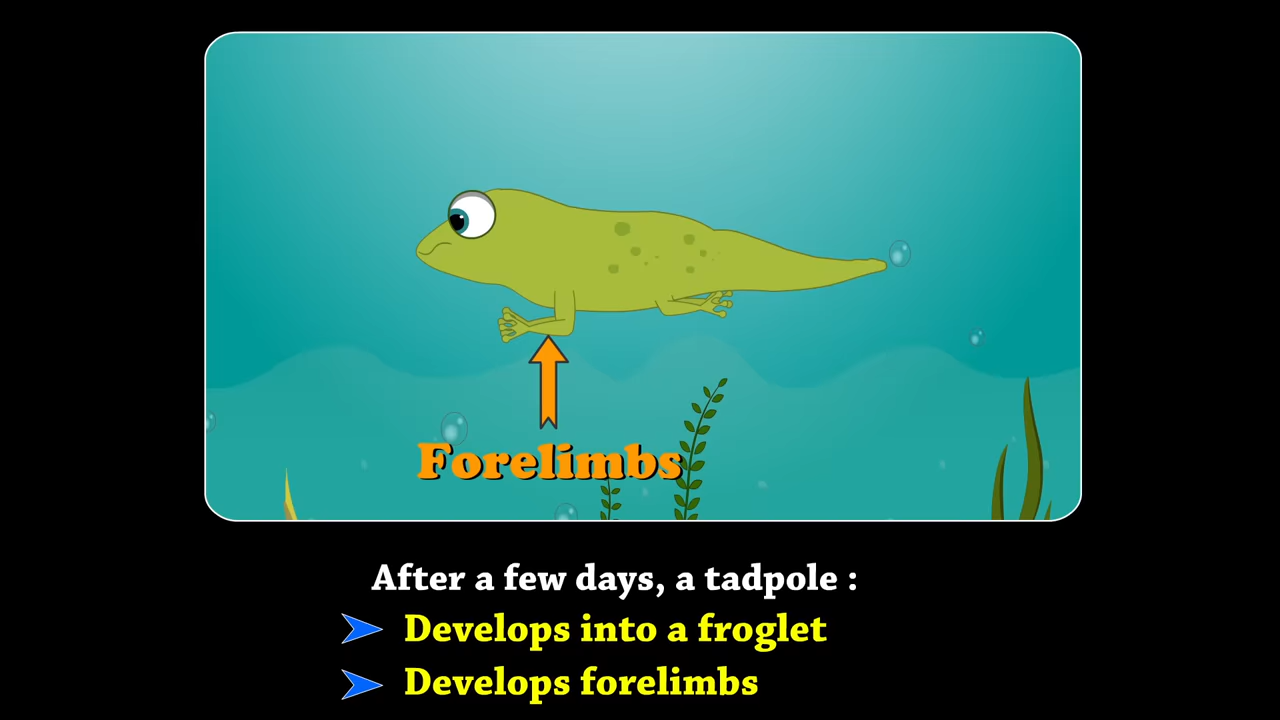 Forelimbs
After a few days, a tadpole :
Develops into a froglet
Develops forelimbs